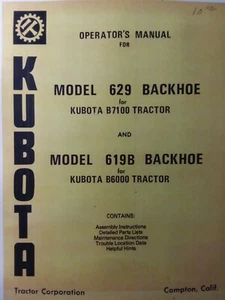 OPERATOR'S MANUAL
FOR
KUBOTA
MODEL 629 BACKHOE
for
KUBOTA B7100 TRACTOR
AND
MODEL 619B BACKHOE
for
KUBOTA B6000 TRACTOR
CONTAINS:
Assembly Instructions
Detailed Parts Lists
Maintenance Directions
Trouble Location Data
Helpful Hints
Tractor Corporation
Compton, Calif.